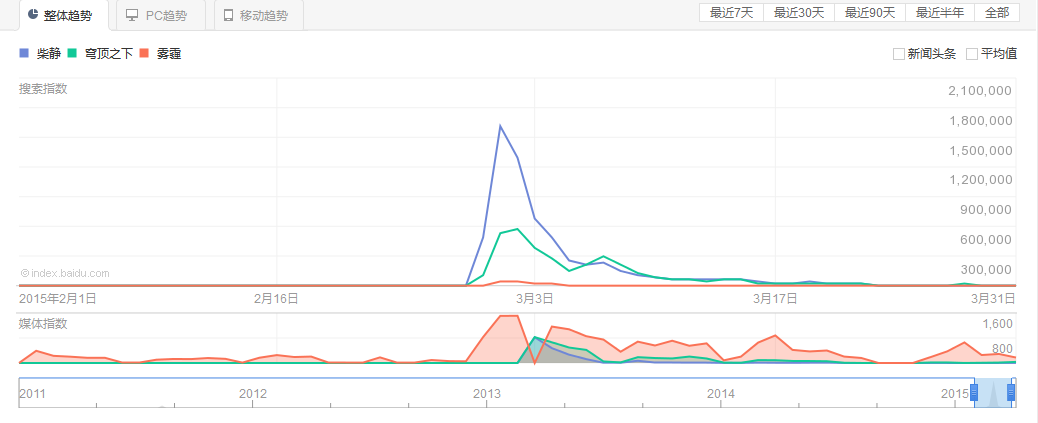 整体趋势 PC趋势 移动趋势 最近7天 最近30天 最近90天 最近半年 全部
柴静 穹顶之下 雾霾 新闻头条 平均值
搜索指数 2,100,000
1,800,000
1,500,000
1,200,000
900,000
600,000
300,000
© index.baidu.com
2015年2月1日 2月16日 3月3日 3月17日 3月31日
媒体指数 1,600
800
2011 2012 2013 2014 2015